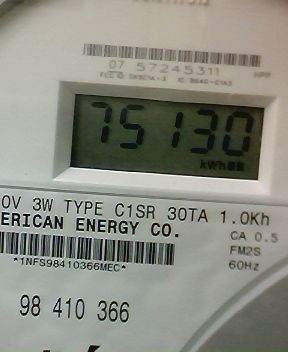 07 57245311
75130
kWh
0V 3W TYPE C1SR 30TA 1.0Kh
ERICAN ENERGY CO.
CA 0.5
*1NFS98410366MEC*
FM2S
60Hz
98 410 366